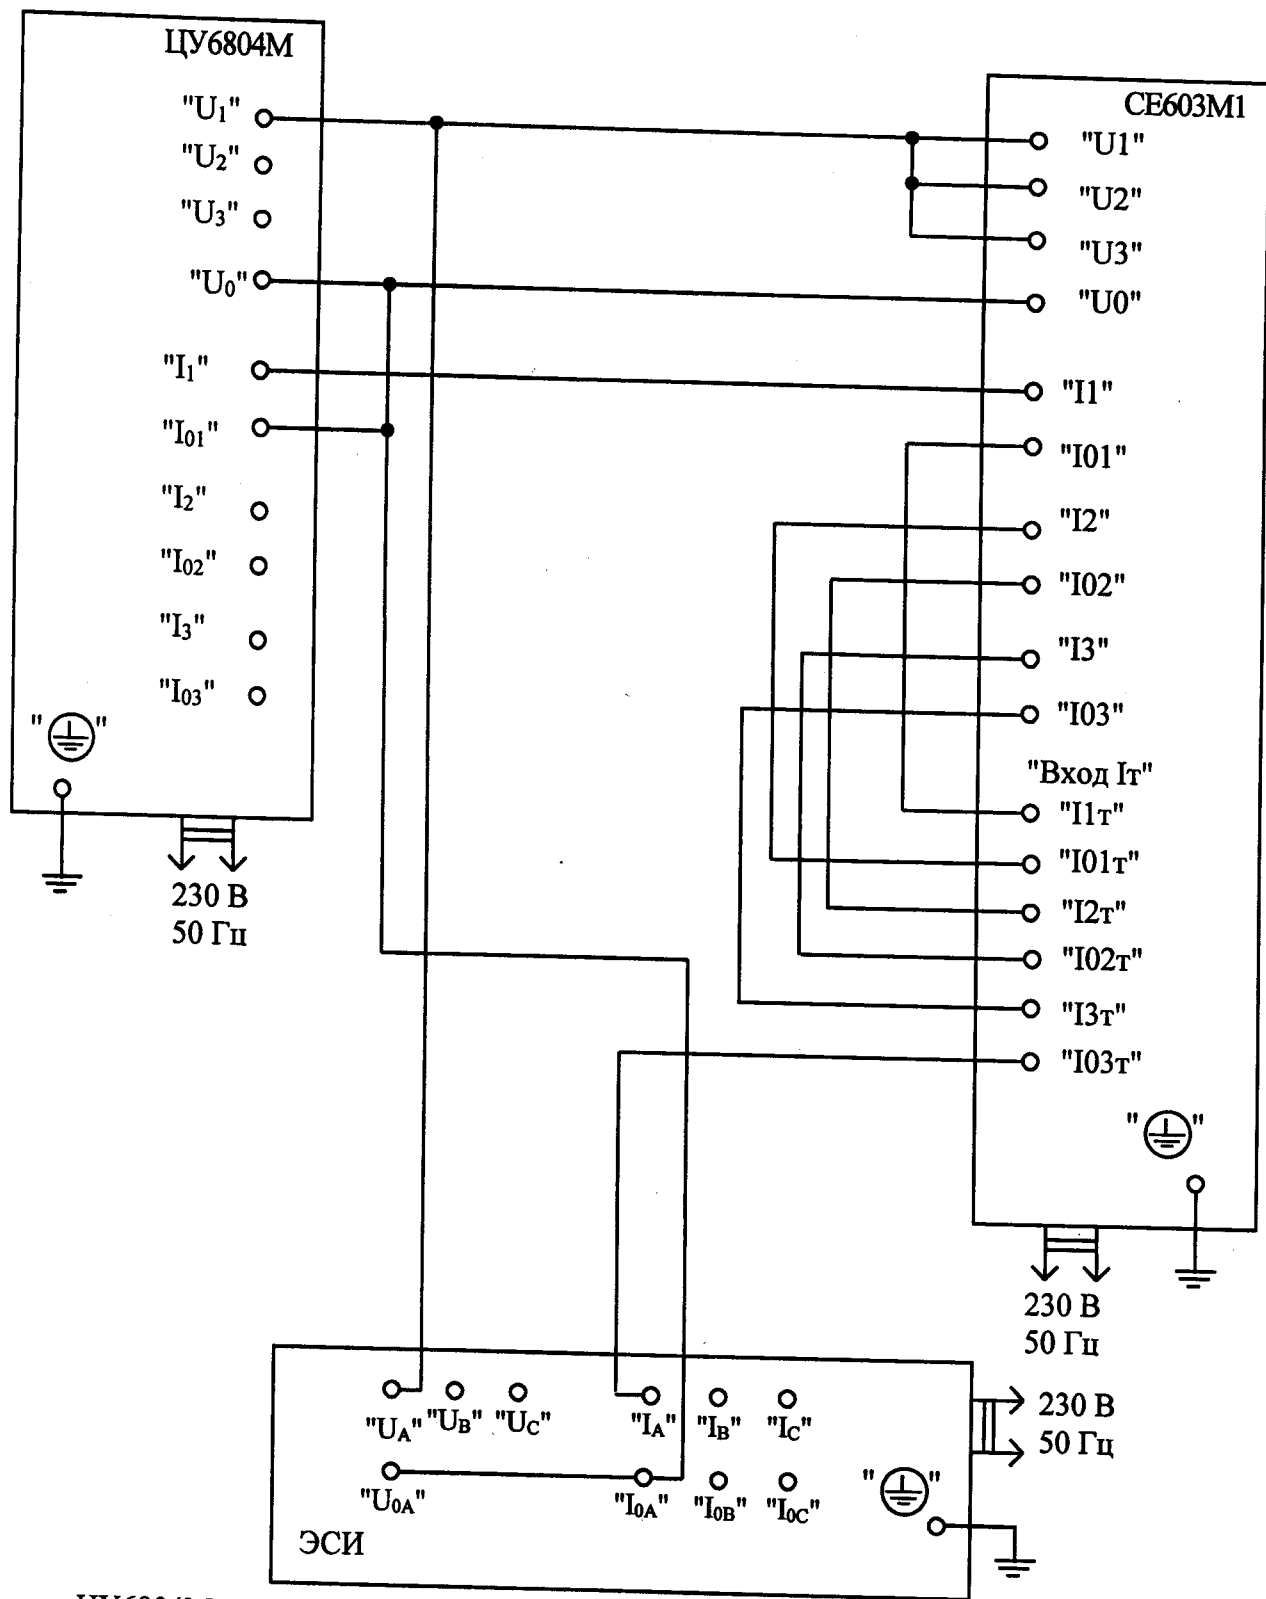 ЦУ6804М
"U1"
"U2"
"U3"
"U0"
"I1"
"I01"
"I2"
"I02"
"I3"
"I03"
" "
230 В
50 Гц
СЕ603М1
"U1"
"U2"
"U3"
"U0"
"I1"
"I01"
"I2"
"I02"
"I3"
"I03"
"Вход Iт"
"I1т"
"I01т"
"I2т"
"I02т"
"I3т"
"I03т"
" "
230 В
50 Гц
"UA" "UB" "UC" "IA" "IB" "IC"
"U0A" "I0A" "I0B" "I0C" " "
ЭСИ
230 В
50 Гц